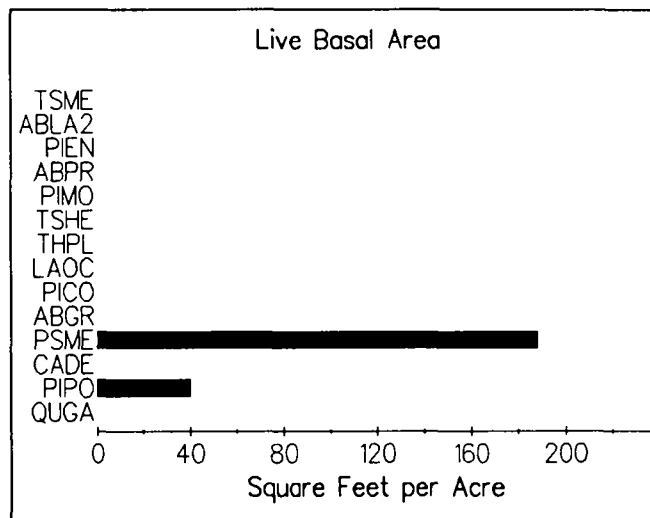 Live Basal Area
TSME
ABLA2
PIEN
ABPR
PIMO
TSHE
THPL
LAOC
PICO
ABGR
PSME
CADE
PIPO
QUGA
0 40 80 120 160 200
Square Feet per Acre